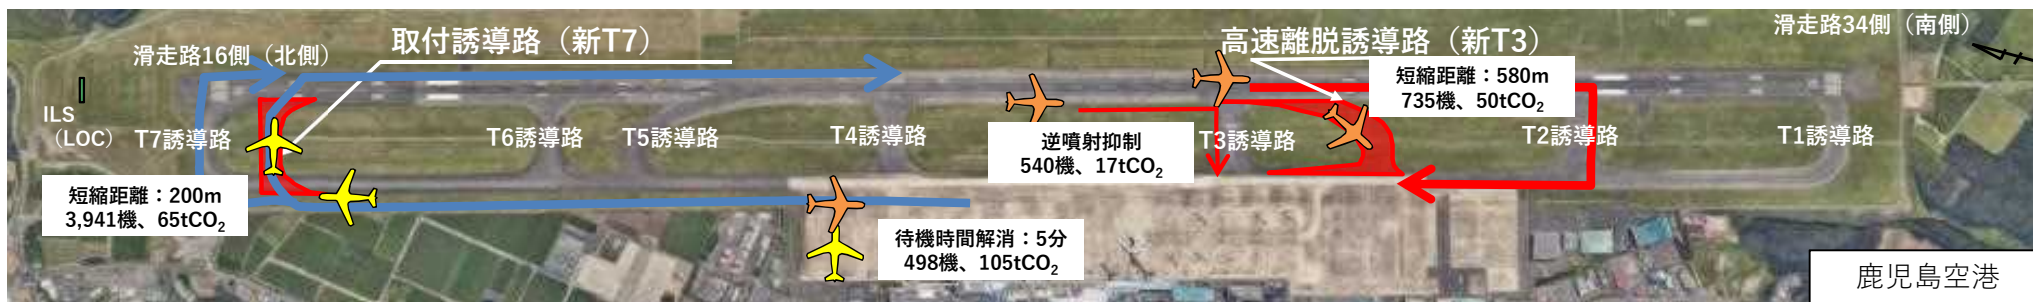 取付誘導路（新T7）
高速離脱誘導路（新T3）
滑走路34側（南側）
滑走路16側（北側）
短縮距離：580m
735機、50tCO₂
ILS
（LOC）
T7誘導路
T6誘導路
T5誘導路
T4誘導路
逆噴射抑制
540機、17tCO₂
T3誘導路
T2誘導路
T1誘導路
短縮距離：200m
3,941機、65tCO₂
待機時間解消：5分
498機、105tCO₂
鹿児島空港